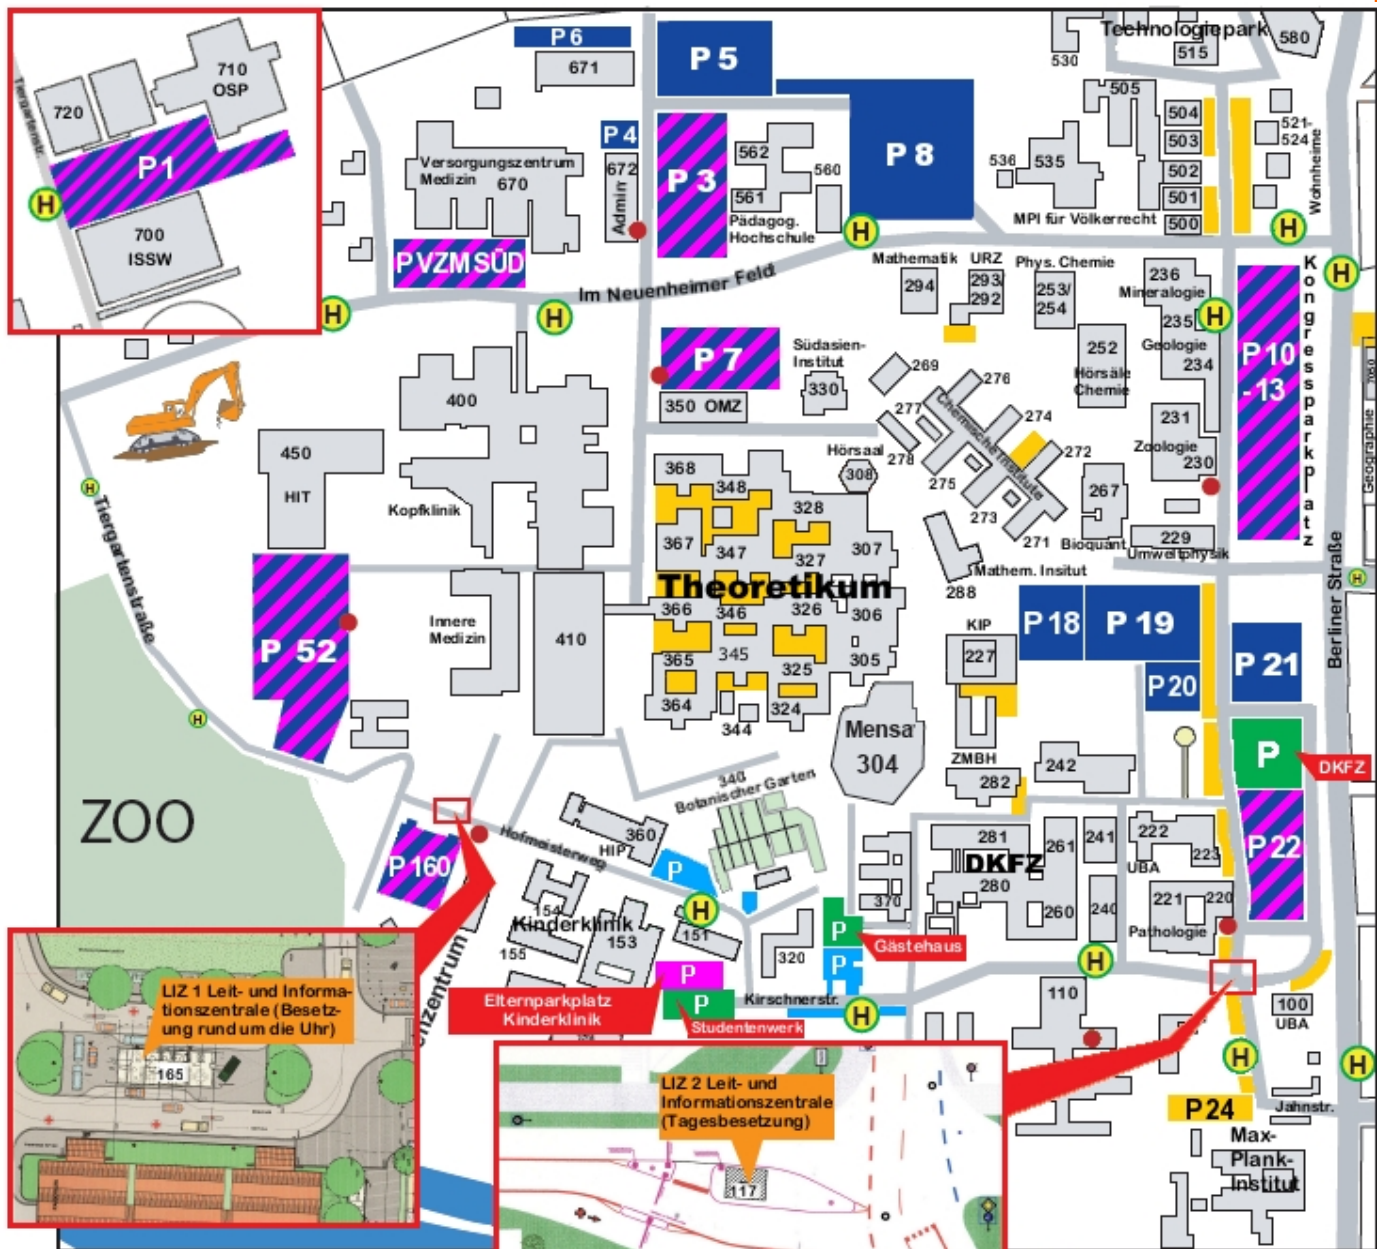 710
OSP
720
P1
Tiergartenstr.
H
700
ISSW
P 6
671
P 5
P 4
672
Admin
Versorgungszentrum
Medizin
670
P VZM SÜD
P 3
562
561
560
Pädagog.
Hochschule
P 8
H
H
H
Im Neuenheimer Feld
Technologiepark
530
515
580
505
504
503
502
501
500
536
535
MPI für Völkerrecht
521-
524
Wohnheime
H
H
H
Mathematik
294
URZ
293/
292
Phys. Chemie
253/
254
236
Mineralogie
235
Geologie
234
252
Hörsäle
Chemie
231
Zoologie
230
229
Umweltphysik
P 10
-13
Kongressparkplatz
Geographie
Berliner Straße
H
P 7
350 OMZ
Südasien-
Institut
330
269
276
277
274
278
272
275
273
271
Chemische Institute
Hörsaal
308
267
Bioquant
Mathem. Insitut
288
400
Kopfklinik
450
HIT
H
Tiergartenstraße
H
P 52
Innere
Medizin
410
368
348
328
367
347
327
307
Theoretikum
366
346
326
306
365
345
325
305
364
344
324
Mensa
304
KIP
227
ZMBH
282
242
P 18
P 19
P20
P 21
P
DKFZ
P 22
ZOO
P 160
Hofmeisterweg
360
HIP
P
340
Botanischer Garten
281
DKFZ
280
261
260
241
240
222
UBA
223
221
220
Pathologie
370
154
Kinderklinik
155
153
151
H
320
P
Gästehaus
P
P
Elternparkplatz
Kinderklinik
P
Studentenwerk
Kirschnerstr.
H
H
110
100
UBA
H
H
P24
Jahnstr.
Max-
Plank-
Institut
LIZ 1 Leit- und Informa-
tionszentrale (Besetz-
ung rund um die Uhr)
165
LIZ 2 Leit- und
Informationszentrale
(Tagesbesetzung)
117